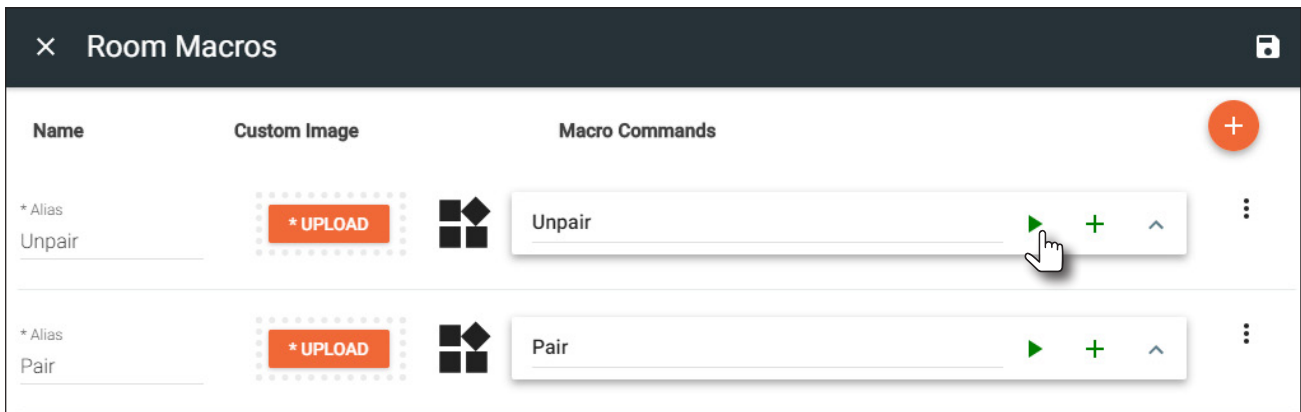 Room Macros
Name Custom Image Macro Commands
* Alias
Unpair
* UPLOAD
Unpair
* Alias
Pair
* UPLOAD
Pair